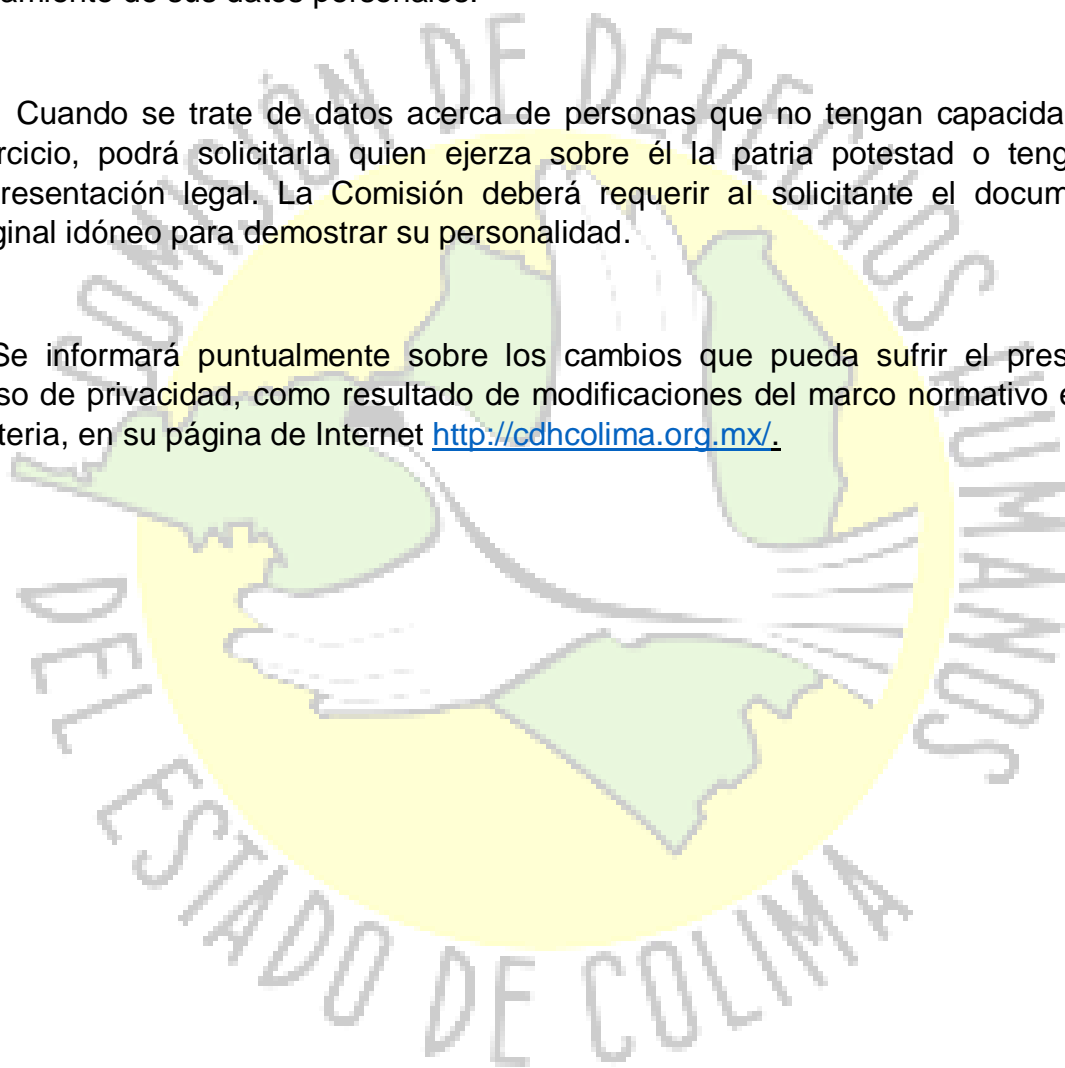 amiento de sus datos personales.
Cuando se trate de datos acerca de personas que no tengan capacida
rcicio, podrá solicitarla quien ejerza sobre él la patria potestad o teng
presentación legal. La Comisión deberá requerir al solicitante el docum
ginal idóneo para demostrar su personalidad.
Se informará puntualmente sobre los cambios que pueda sufrir el pres
so de privacidad, como resultado de modificaciones del marco normativo e
teria, en su página de Internet http://cdhcolima.org.mx/.
COMISIÓN DE DERECHOS HUMANOS
DEL ESTADO DE COLIMA